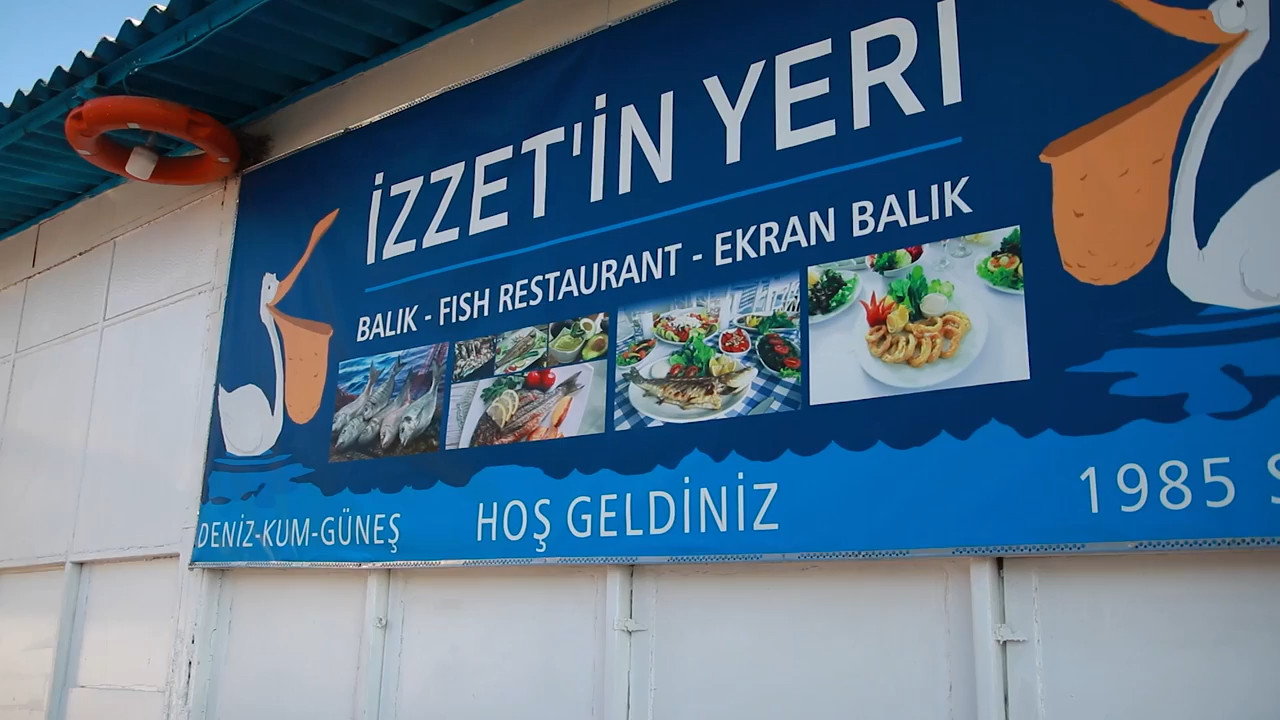 İZZET'İN YERİ
BALIK - FISH RESTAURANT - EKRAN BALIK
DENİZ-KUM-GÜNEŞ
HOŞ GELDİNİZ
1985